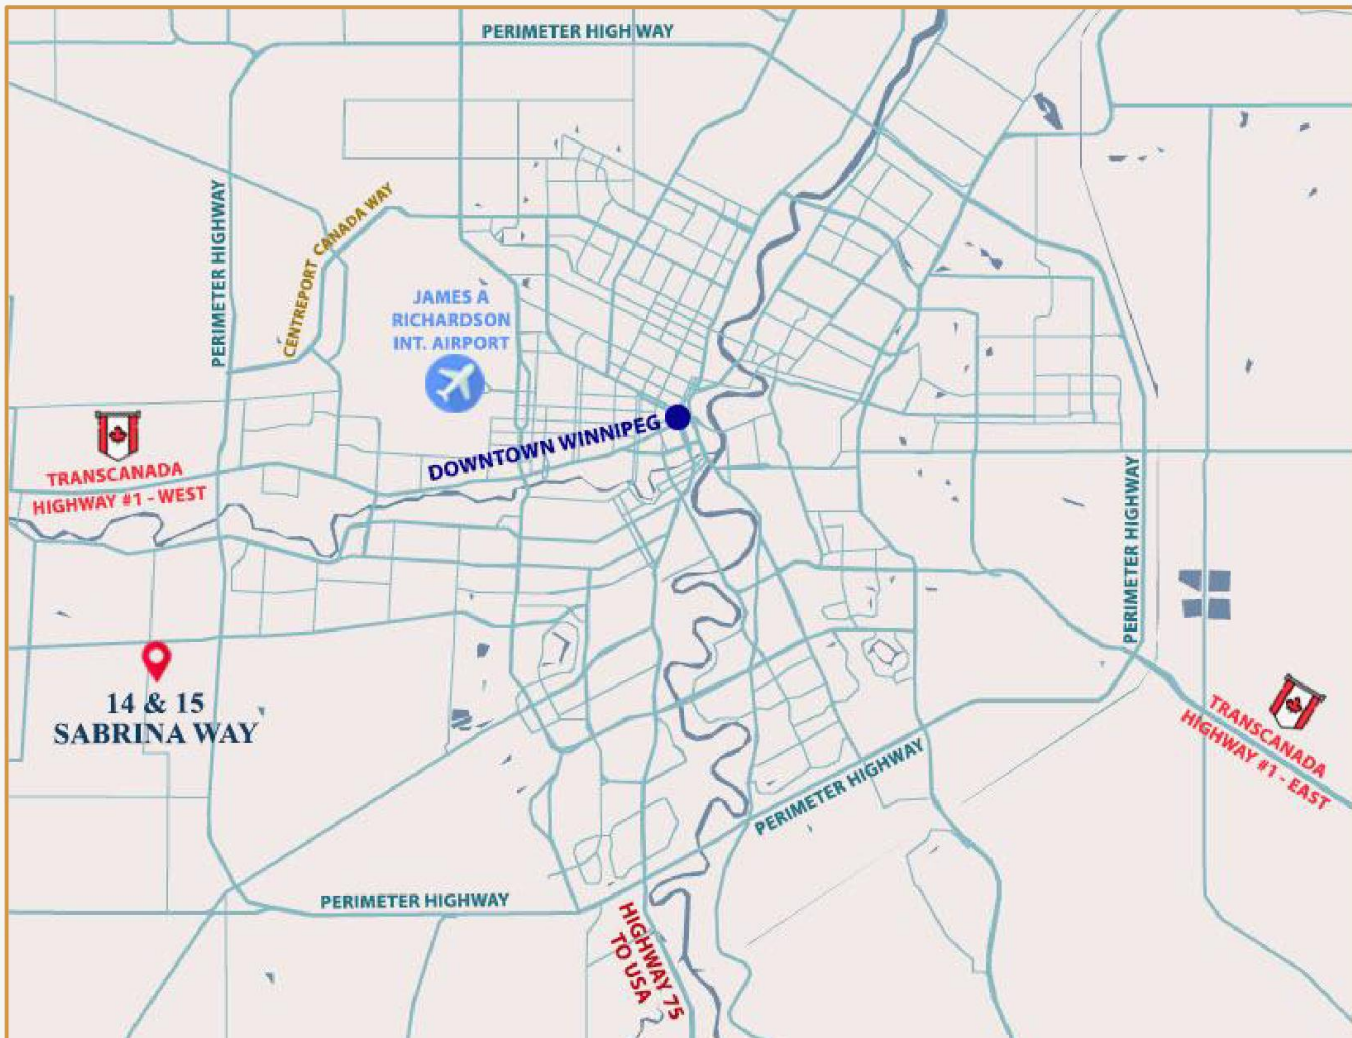 PERIMETER HIGHWAY
PERIMETER HIGHWAY
CENTREPORT CANADA WAY
JAMES A
RICHARDSON
INT. AIRPORT
DOWNTOWN WINNIPEG
TRANSCANADA
HIGHWAY #1 - WEST
PERIMETER HIGHWAY
14 & 15
SABRINA WAY
TRANSCANADA
HIGHWAY #1 - EAST
PERIMETER HIGHWAY
PERIMETER HIGHWAY
HIGHWAY 75
TO USA